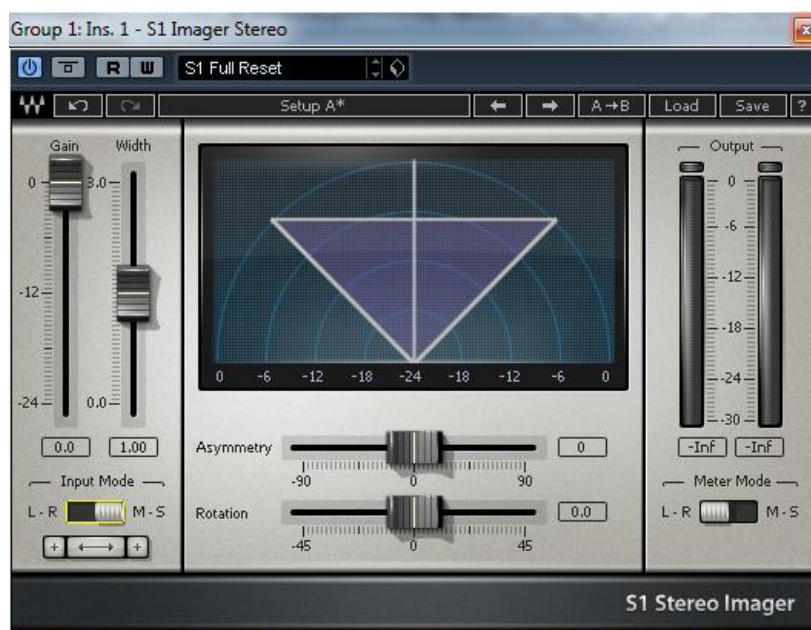 Group 1: Ins. 1 - S1 Imager Stereo
R W S1 Full Reset
Setup A* A→B Load Save ?
Gain Width Output
0 3.0 0
-6
-12 -12
-18
0 -6 -12 -18 -24 -18 -12 -6 0
-24 0.0 -24
-30
0.0 1.00 Asymmetry 0 -Inf -Inf
-90 0 90
Input Mode Meter Mode
L - R M - S Rotation 0.0 L - R M - S
+ + -45 0 45
S1 Stereo Imager